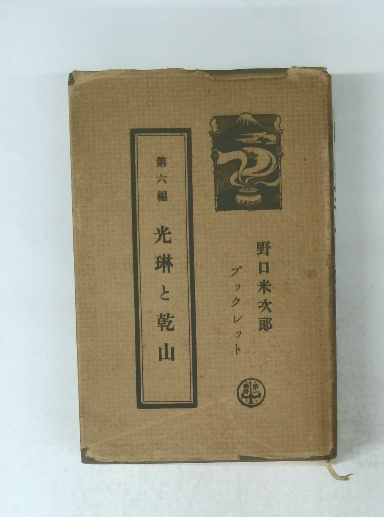 野口米次郎
ブックレット
第六編 光琳と乾山